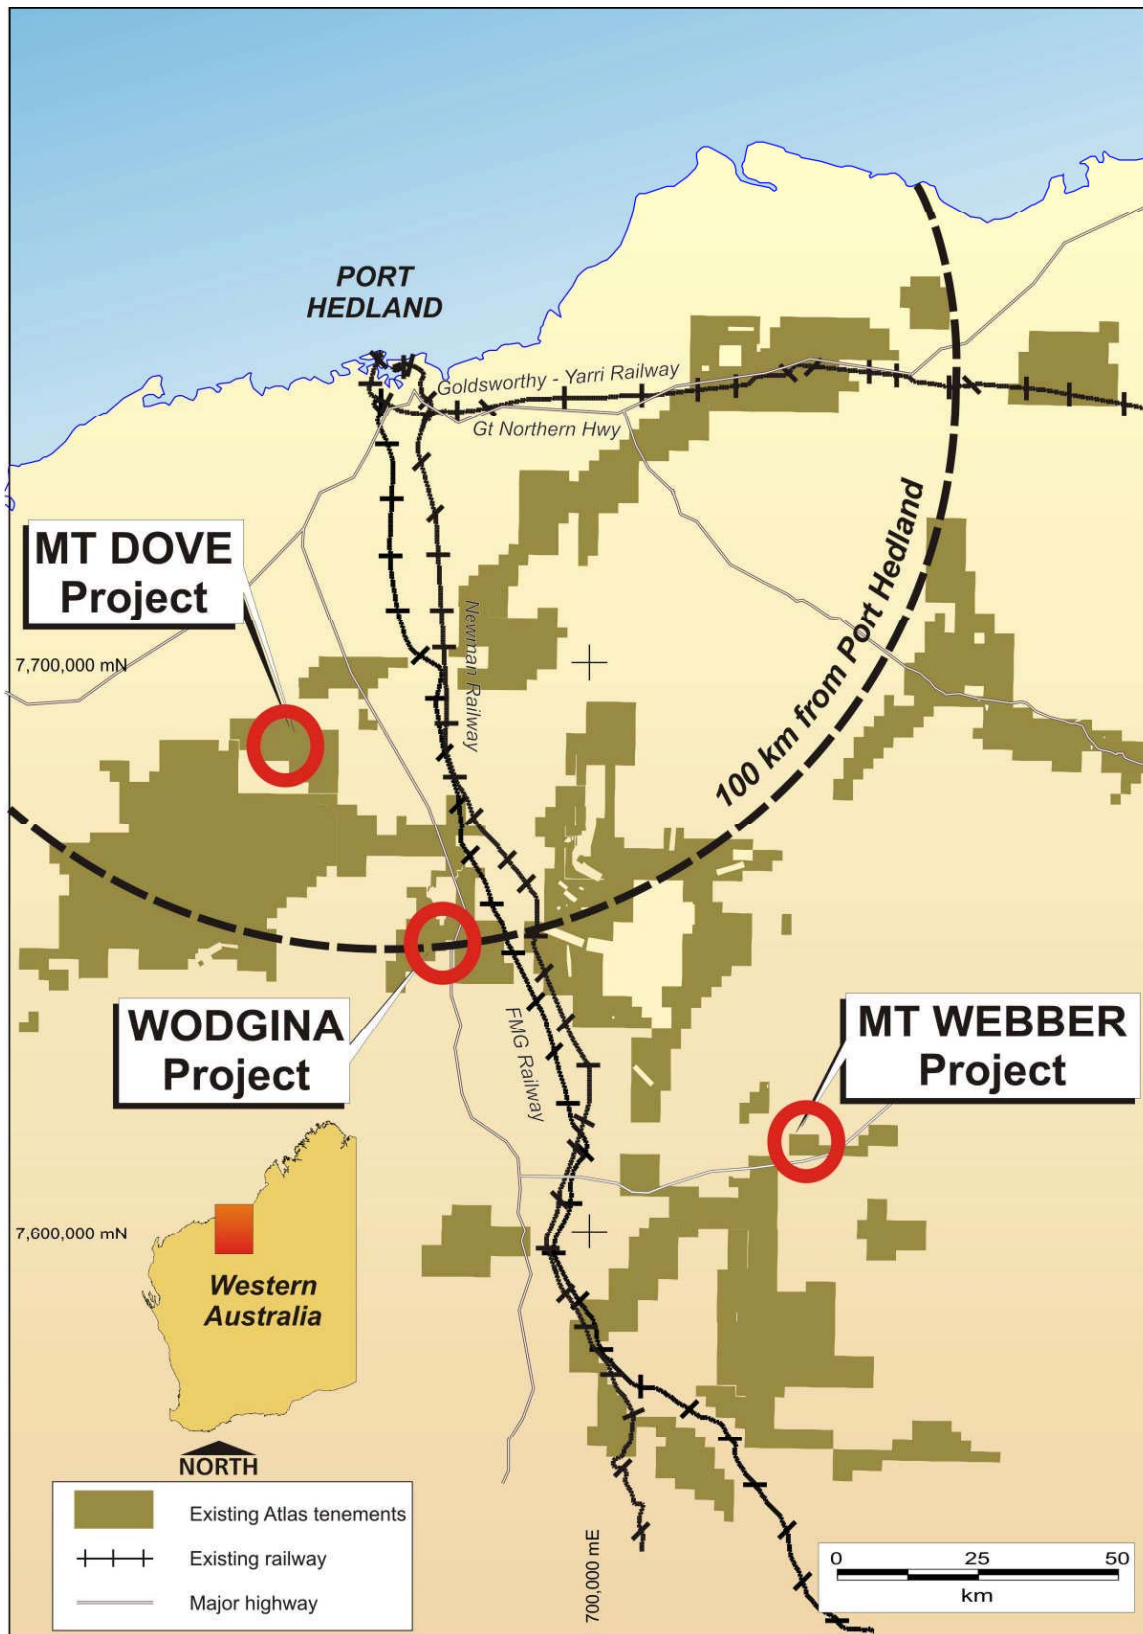 PORT
HEDLAND
Goldsworthy - Yarri Railway
Gt Northern Hwy
MT DOVE
Project
Newman Railway
100 km from Port Hedland
7,700,000 mN
WODGINA
Project
FMG Railway
MT WEBBER
Project
7,600,000 mN
Western
Australia
NORTH
Existing Atlas tenements
Existing railway
Major highway
700,000 mE
0 25 50
km